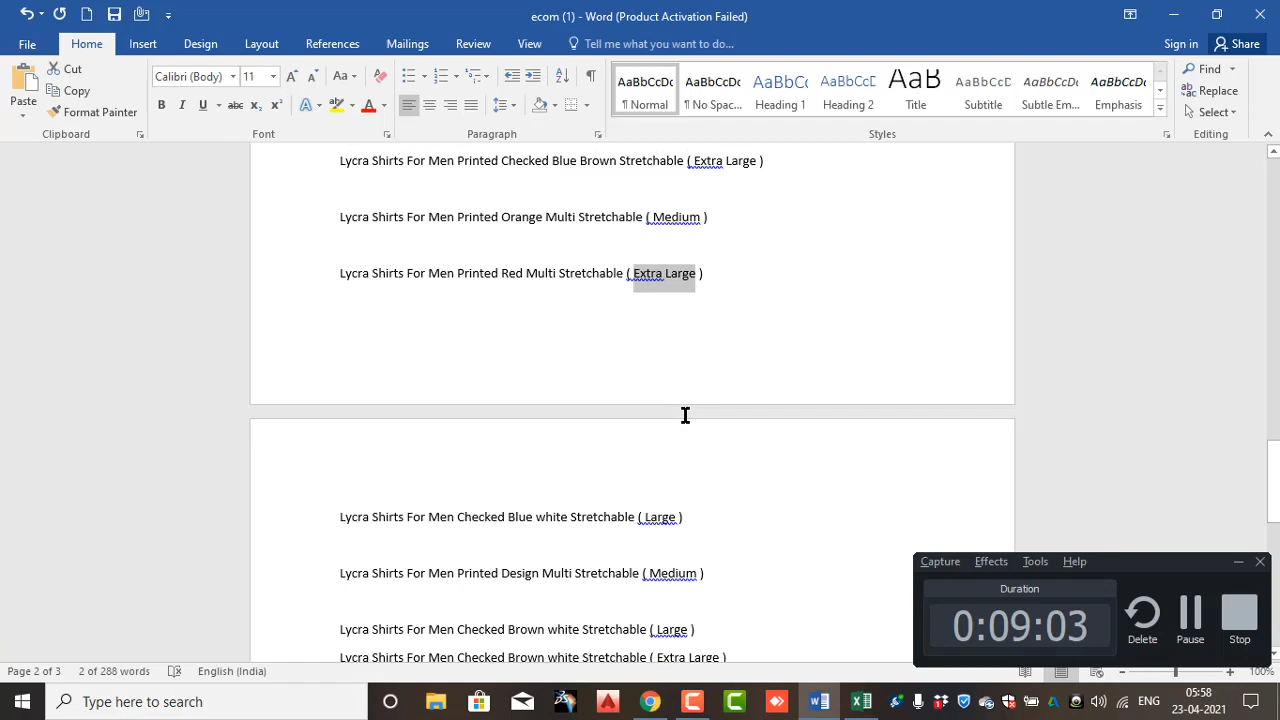 ecom (1) - Word (Product Activation Failed)
File Home Insert Design Layout References Mailings Review View Tell me what you want to do... Sign in Share
Paste
Cut
Copy
Format Painter
Clipboard
Calibri (Body) 11
Font
Paragraph
AaBbCcDc ¶ Normal
AaBbCcDc ¶ No Spac...
AaBbCc Heading 1
AaBbCcD Heading 2
AaB Title
AaBbCcD Subtitle
AaBbCcDc Subtle Em...
AaBbCcDc Emphasis
Styles
Find
Replace
Select
Editing
Lycra Shirts For Men Printed Checked Blue Brown Stretchable ( Extra Large )
Lycra Shirts For Men Printed Orange Multi Stretchable ( Medium )
Lycra Shirts For Men Printed Red Multi Stretchable ( Extra Large )
Lycra Shirts For Men Checked Blue white Stretchable ( Large )
Lycra Shirts For Men Printed Design Multi Stretchable ( Medium )
Lycra Shirts For Men Checked Brown white Stretchable ( Large )
Lycra Shirts For Men Checked Brown white Stretchable ( Extra Large )
Capture Effects Tools Help
Duration
0:09:03
Delete Pause Stop
Page 2 of 3 2 of 288 words English (India) 100%
Type here to search
ENG
05:58
23-04-2021